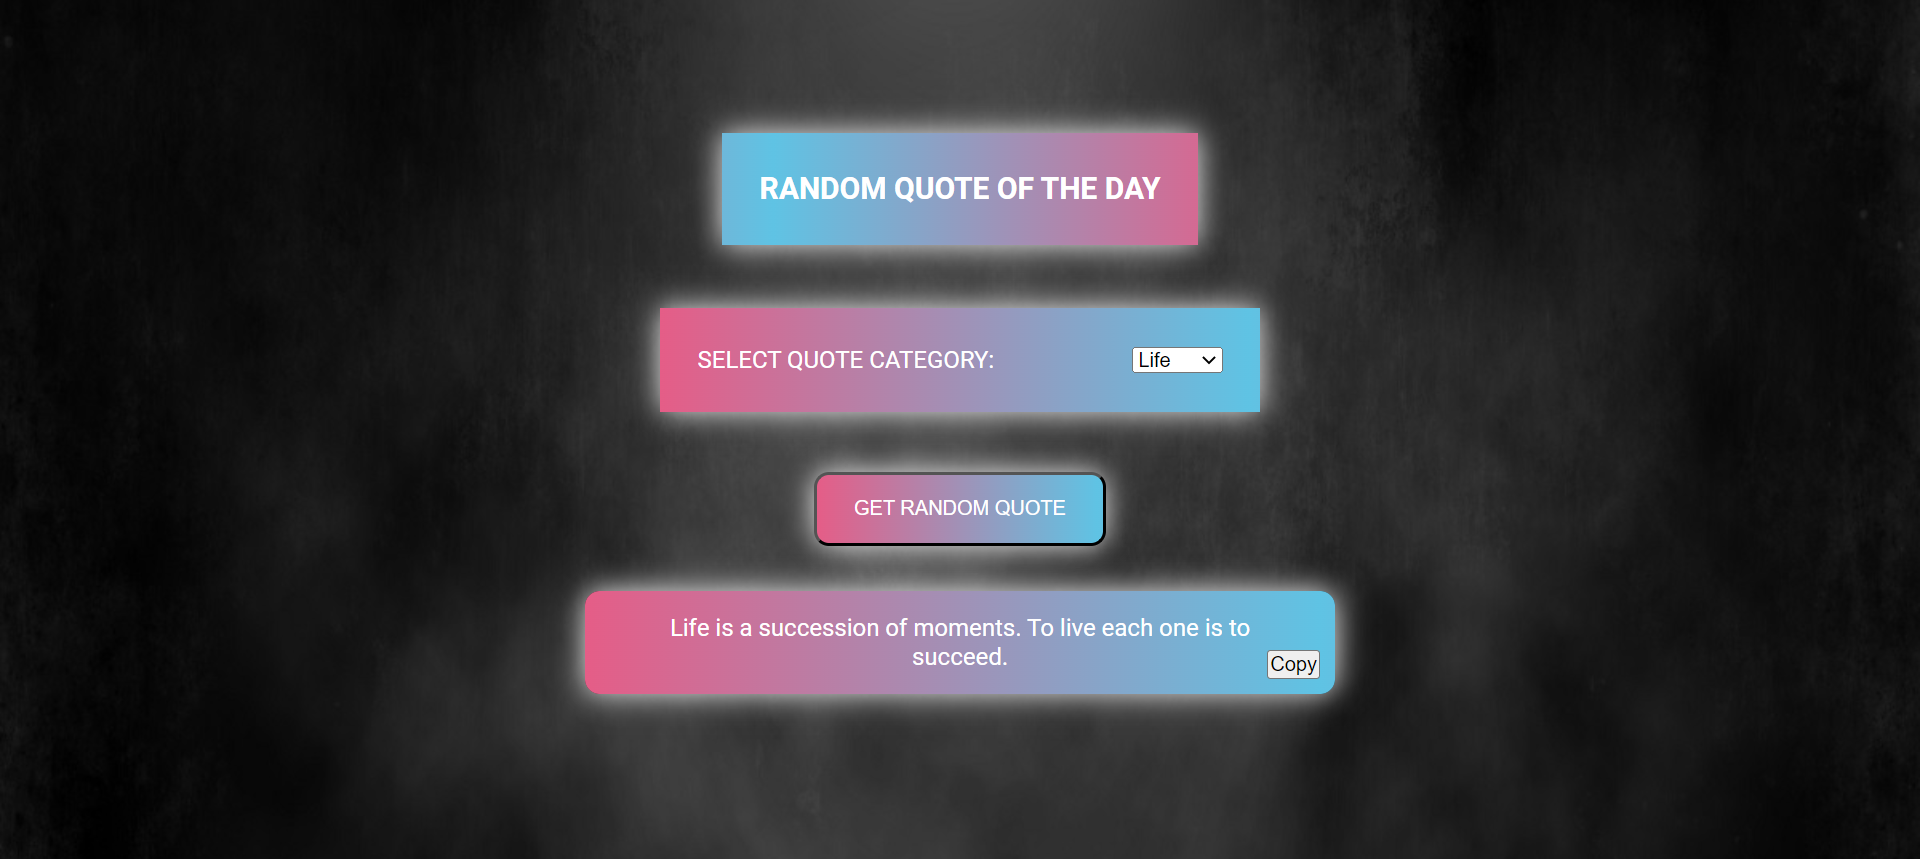 RANDOM QUOTE OF THE DAY
SELECT QUOTE CATEGORY:
Life
GET RANDOM QUOTE
Life is a succession of moments. To live each one is to
succeed.
Copy